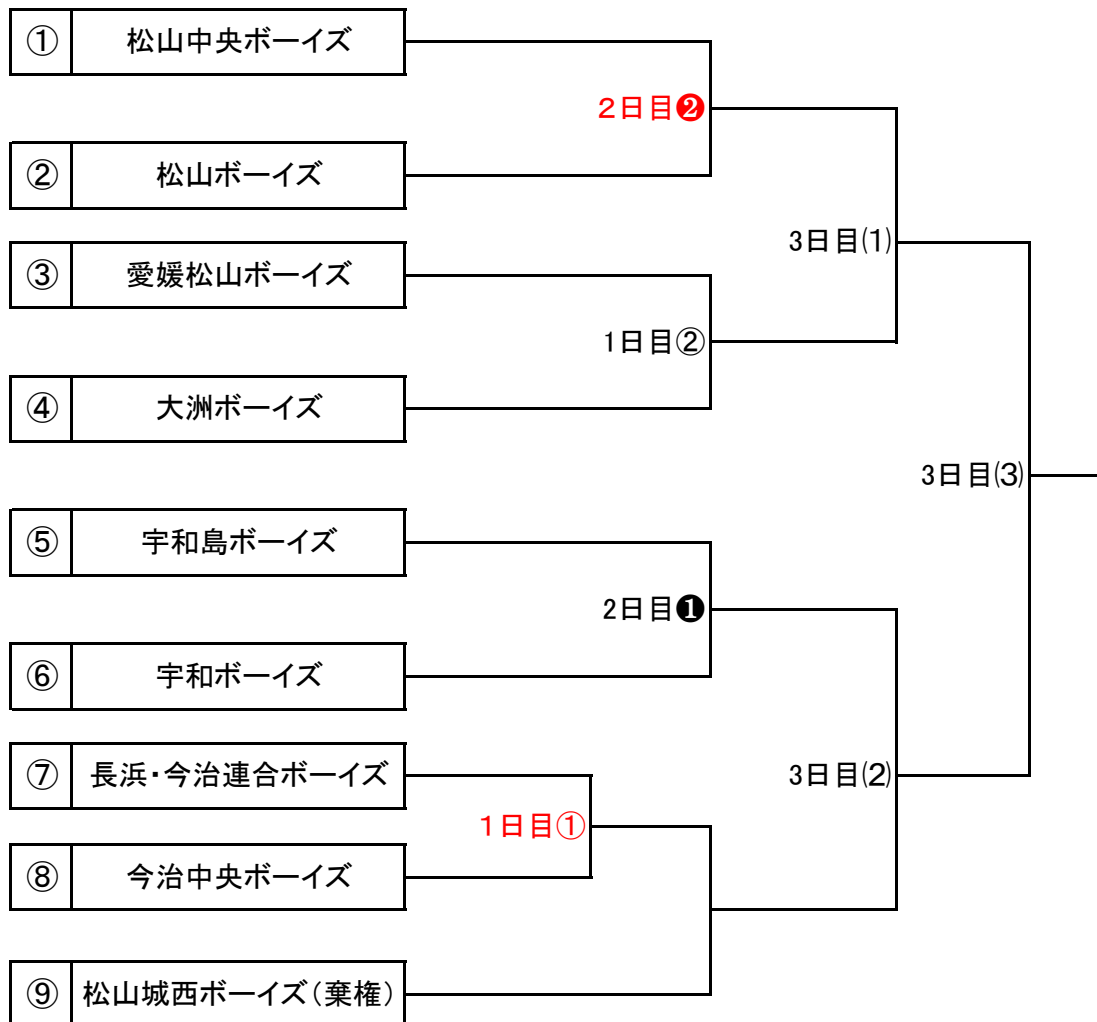 ① 松山中央ボーイズ
2日目❷
② 松山ボーイズ
3日目(1)
③ 愛媛松山ボーイズ
1日目②
④ 大洲ボーイズ
3日目(3)
⑤ 宇和島ボーイズ
2日目❶
⑥ 宇和ボーイズ
⑦ 長浜・今治連合ボーイズ
3日目(2)
1日目①
⑧ 今治中央ボーイズ
⑨ 松山城西ボーイズ(棄権)